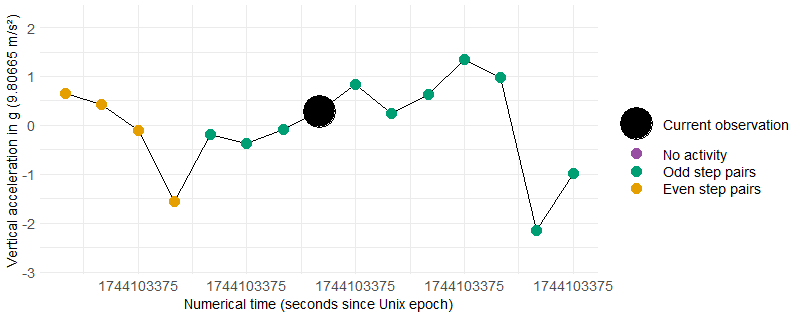 Vertical acceleration in g (9.80665 m/s²)
2
1
0
-1
-2
-3
1744103375 1744103375 1744103375 1744103375 1744103375
Numerical time (seconds since Unix epoch)
Current observation
No activity
Odd step pairs
Even step pairs